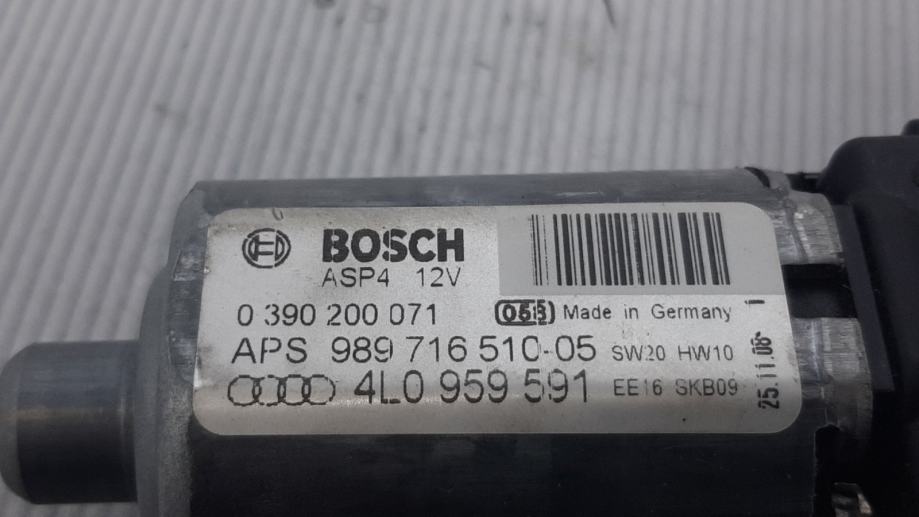 BOSCH
ASP4 12V
0 390 200 071 Made in Germany 1
APS 989 716 510-05 SW20 HW10
4L0 959 591 EE16 SKB09
25.11.08